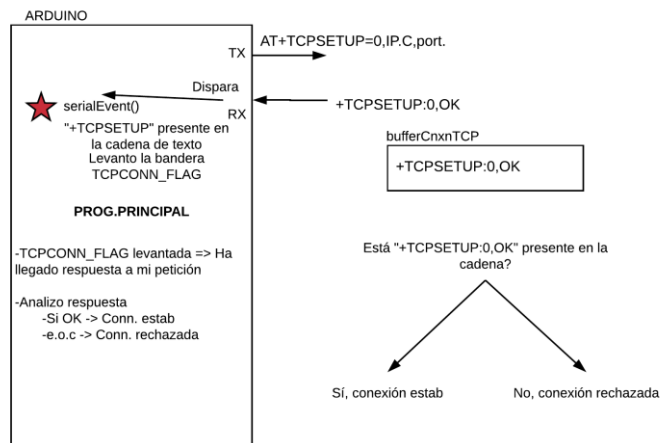 ARDUINO
TX
AT+TCPSETUP=0,IP.C,port.
Dispara
RX
+TCPSETUP:0,OK
serialEvent()
"+TCPSETUP" presente en
la cadena de texto
Levanto la bandera
TCPCONN_FLAG
bufferCnxnTCP
+TCPSETUP:0,OK
PROG.PRINCIPAL
-TCPCONN_FLAG levantada => Ha
llegado respuesta a mi petición
-Analizo respuesta
-Si OK -> Conn. estab
-e.o.c -> Conn. rechazada
Está "+TCPSETUP:0,OK" presente en la
cadena?
Sí, conexión estab
No, conexión rechazada